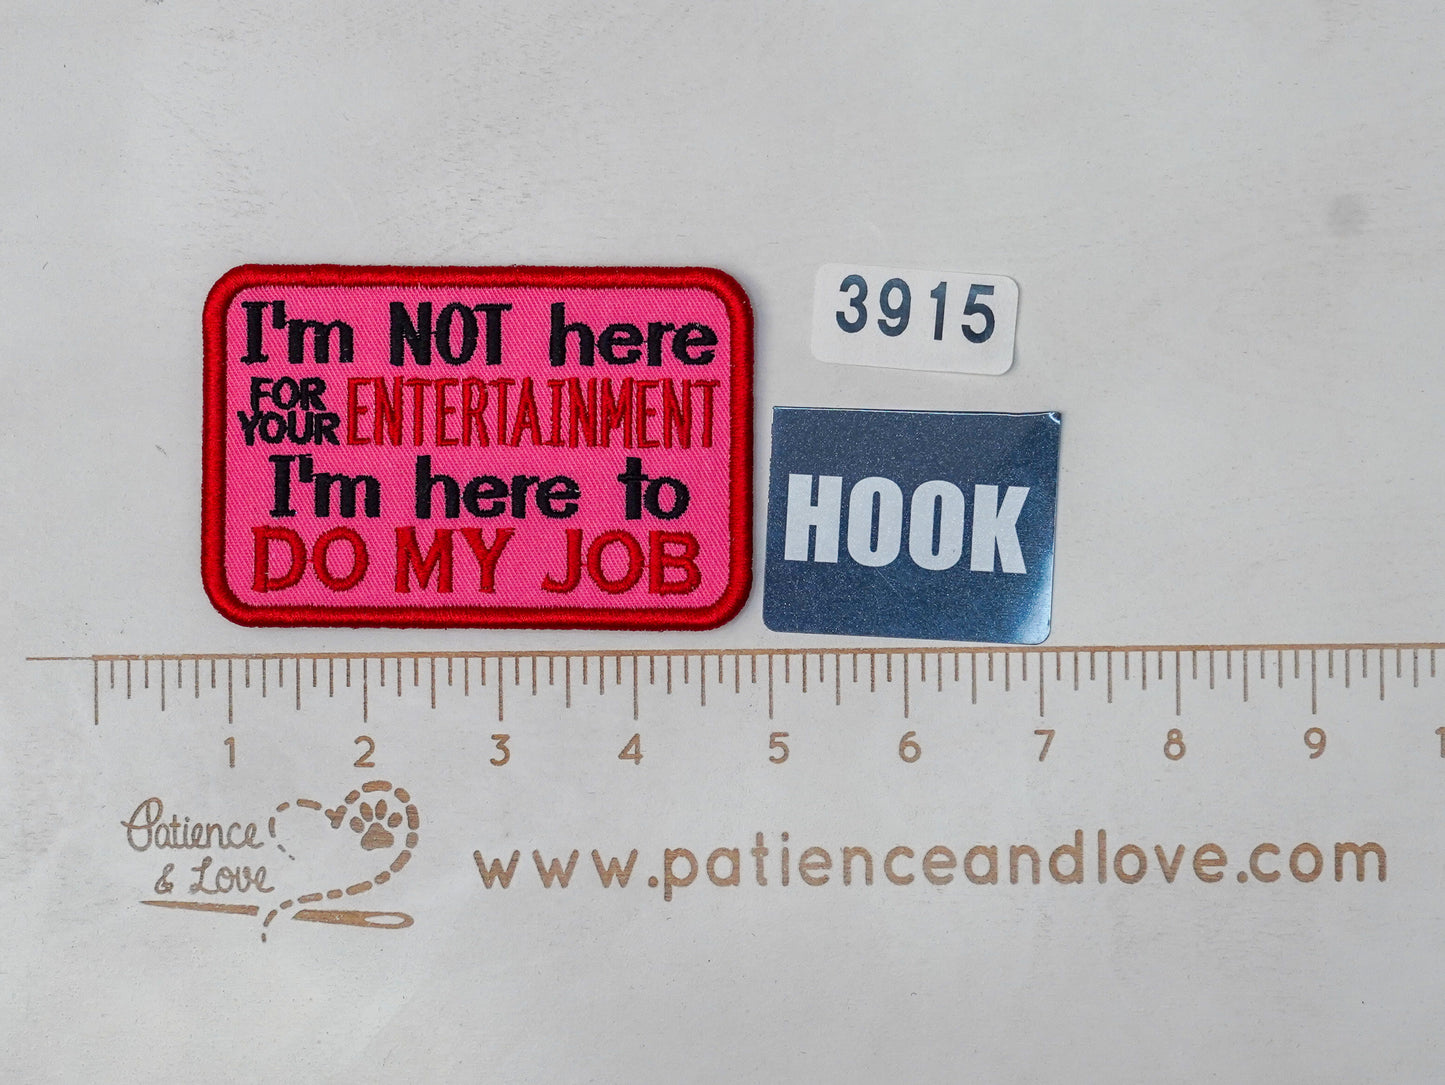 I'm NOT here
FOR YOUR ENTERTAINMENT
I'm here to
DO MY JOB
3915
HOOK
1 2 3 4 5 6 7 8 9 1
Patience
& Love
www.patienceandlove.com